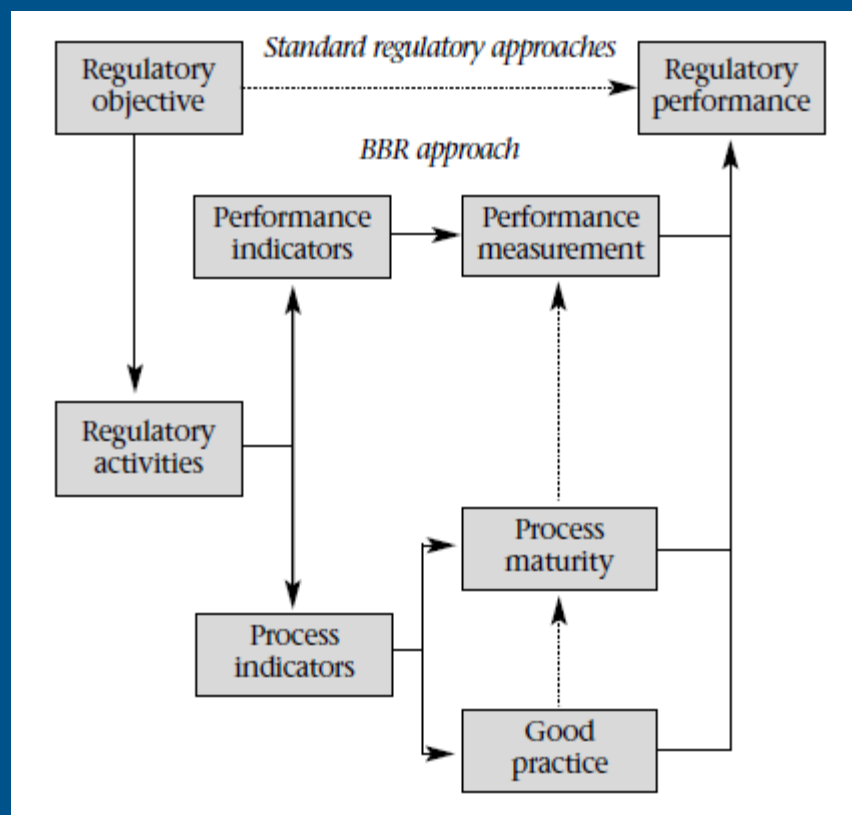 Standard regulatory approaches
Regulatory
objective
Regulatory
performance
BBR approach
Performance
indicators
Performance
measurement
Regulatory
activities
Process
maturity
Process
indicators
Good
practice